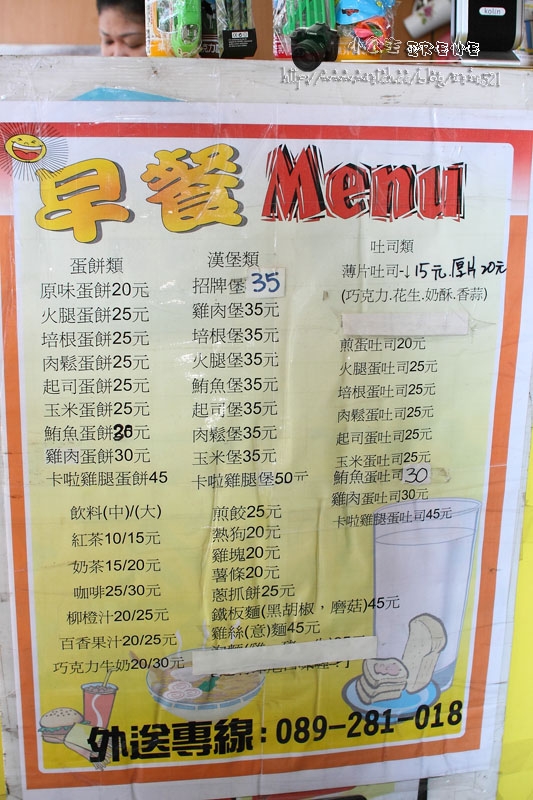 kolin
小公主 IRENE
早餐 Menu
蛋餅類
原味蛋餅20元
火腿蛋餅25元
培根蛋餅25元
肉鬆蛋餅25元
起司蛋餅25元
玉米蛋餅25元
鮪魚蛋餅30元
雞肉蛋餅30元
卡啦雞腿蛋餅45
漢堡類
招牌堡35
雞肉堡35元
培根堡35元
火腿堡35元
鮪魚堡35元
起司堡35元
肉鬆堡35元
玉米堡35元
卡啦雞腿堡50元
吐司類
薄片吐司→15元.厚片20元
(巧克力.花生.奶酥.香蒜)
煎蛋吐司20元
火腿蛋吐司25元
培根蛋吐司25元
肉鬆蛋吐司25元
起司蛋吐司25元
玉米蛋吐司25元
鮪魚蛋吐司30
雞肉蛋吐司30元
卡啦雞腿蛋吐司45元
飲料(中)/(大)
紅茶10/15元
奶茶15/20元
咖啡25/30元
柳橙汁20/25元
百香果汁20/25元
巧克力牛奶20/30元
煎餃25元
熱狗20元
雞塊20元
薯條20元
蔥抓餅25元
鐵板麵(黑胡椒，磨菇)45元
雞絲(意)麵45元
外送專線:089-281-018